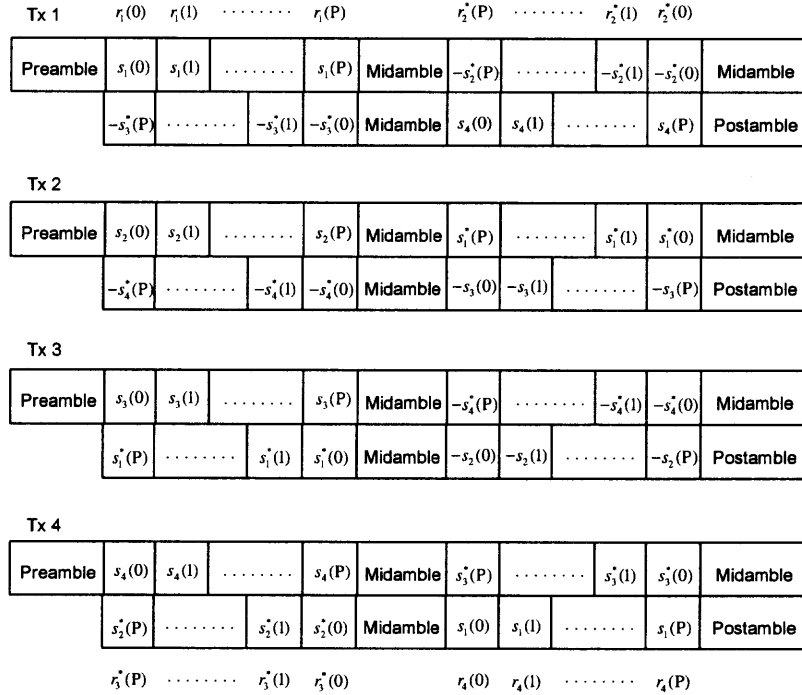 Tx 1 r₁(0) r₁(1) ········ r₁(P) r₂*(P) ········ r₂*(1) r₂*(0)
Preamble s₁(0) s₁(1) ········ s₁(P) Midamble −s₂*(P) ········ −s₂*(1) −s₂*(0) Midamble
−s₃*(P) ········ −s₃*(1) −s₃*(0) Midamble s₄(0) s₄(1) ········ s₄(P) Postamble
Tx 2
Preamble s₂(0) s₂(1) ········ s₂(P) Midamble s₁*(P) ········ s₁*(1) s₁*(0) Midamble
−s₄*(P) ········ −s₄*(1) −s₄*(0) Midamble −s₃(0) −s₃(1) ········ −s₃(P) Postamble
Tx 3
Preamble s₃(0) s₃(1) ········ s₃(P) Midamble −s₄*(P) ········ −s₄*(1) −s₄*(0) Midamble
s₁*(P) ········ s₁*(1) s₁*(0) Midamble −s₂(0) −s₂(1) ········ −s₂(P) Postamble
Tx 4
Preamble s₄(0) s₄(1) ········ s₄(P) Midamble s₃*(P) ········ s₃*(1) s₃*(0) Midamble
s₂*(P) ········ s₂*(1) s₂*(0) Midamble s₁(0) s₁(1) ········ s₁(P) Postamble
r₃*(P) ········ r₃*(1) r₃*(0) r₄(0) r₄(1) ········ r₄(P)